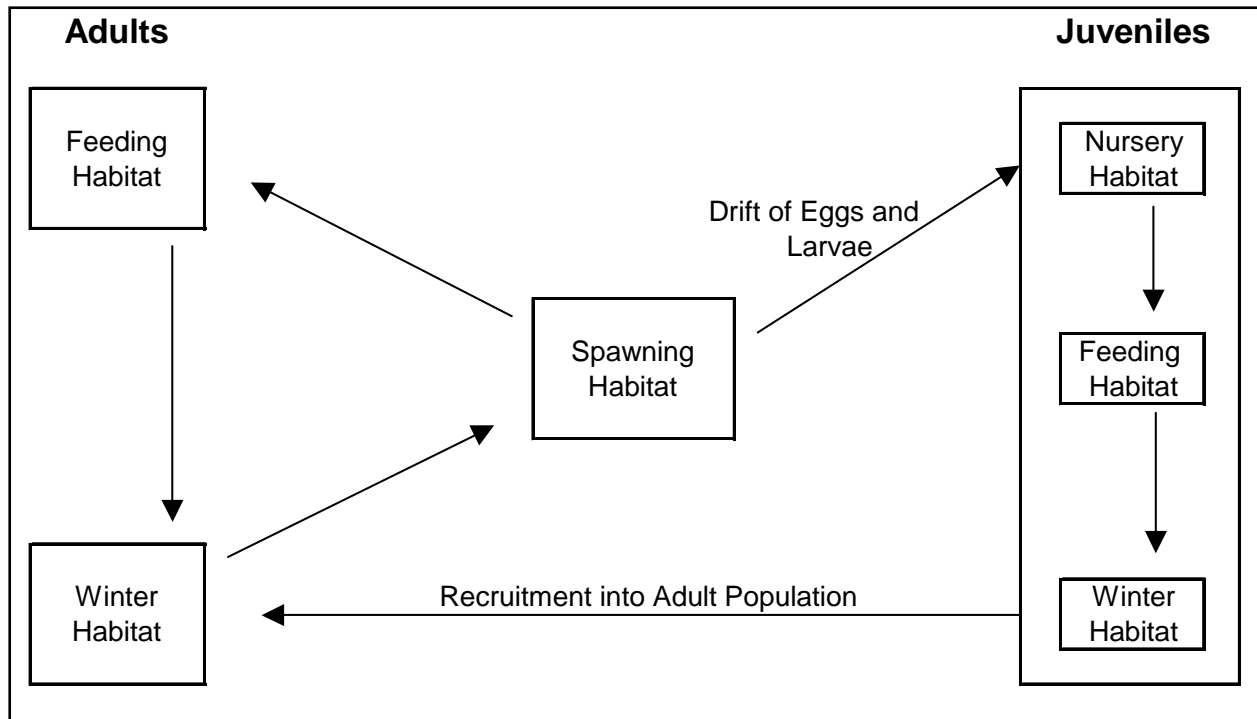 Adults
Juveniles
Feeding
Habitat
Nursery
Habitat
Drift of Eggs and
Larvae
Spawning
Habitat
Feeding
Habitat
Winter
Habitat
Recruitment into Adult Population
Winter
Habitat